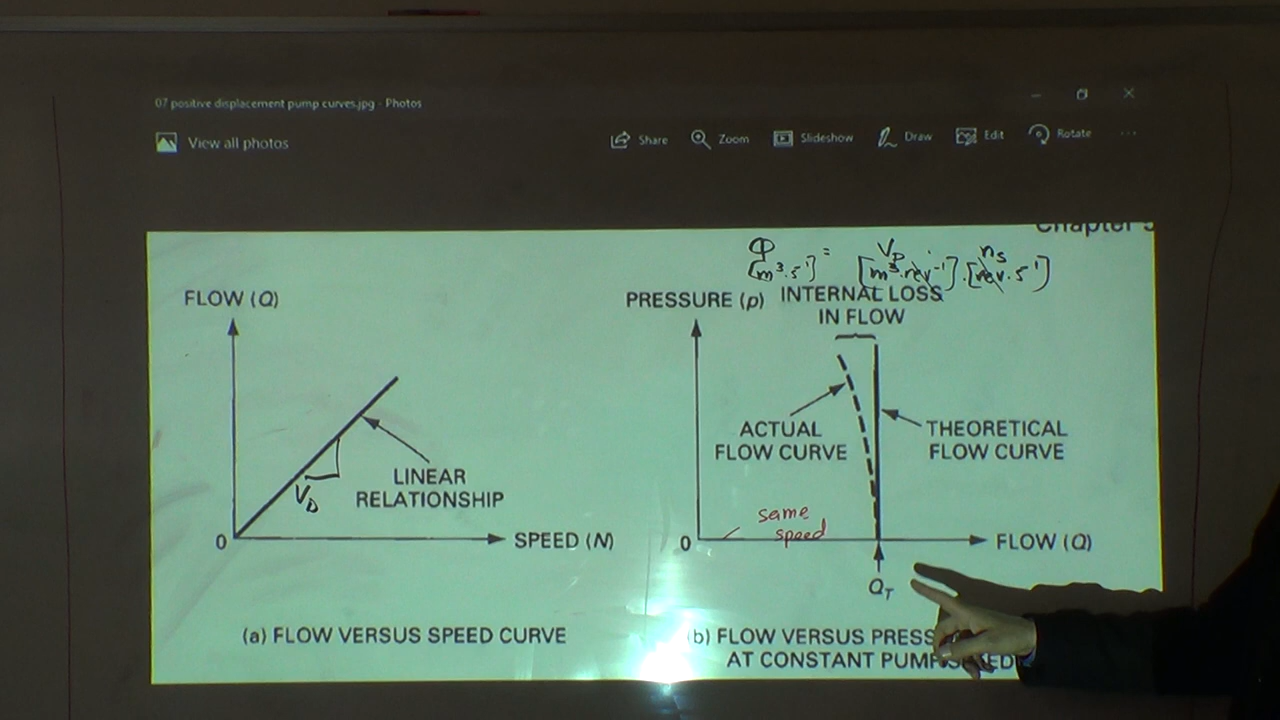 07 positive displacement pump curves.jpg - Photos
View all photos
Share Zoom Slideshow Draw Edit Rotate ...
Chapter 5
Q = V_D . n_s
[m³.s⁻¹] [m³.rev⁻¹].[rev.s⁻¹]
FLOW (Q)
LINEAR
RELATIONSHIP
V_D
0
SPEED (N)
(a) FLOW VERSUS SPEED CURVE
PRESSURE (p)
INTERNAL LOSS
IN FLOW
ACTUAL
FLOW CURVE
THEORETICAL
FLOW CURVE
same
speed
0
FLOW (Q)
Q_T
(b) FLOW VERSUS
AT CONSTANT PUMP